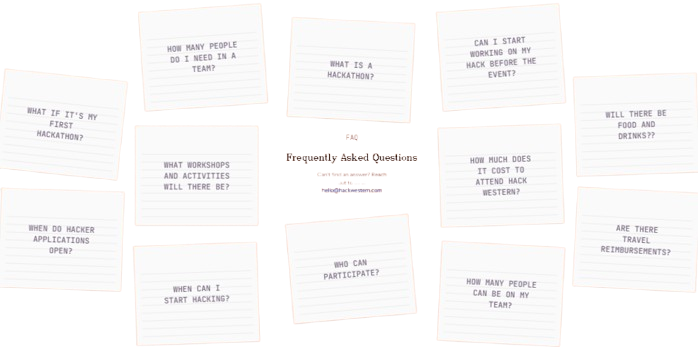 HOW MANY PEOPLE
DO I NEED IN A
TEAM?
WHAT IS A
HACKATHON?
CAN I START
WORKING ON MY
HACK BEFORE THE
EVENT?
WHAT IF IT'S MY
FIRST
HACKATHON?
WILL THERE BE
FOOD AND
DRINKS??
FAQ
Frequently Asked Questions
Can't find an answer? Reach
hello@hackwestern.com
WHAT WORKSHOPS
AND ACTIVITIES
WILL THERE BE?
HOW MUCH DOES
IT COST TO
ATTEND HACK
WESTERN?
WHEN DO HACKER
APPLICATIONS
OPEN?
WHO CAN
PARTICIPATE?
ARE THERE
TRAVEL
REIMBURSEMENTS?
WHEN CAN I
START HACKING?
HOW MANY PEOPLE
CAN BE ON MY
TEAM?